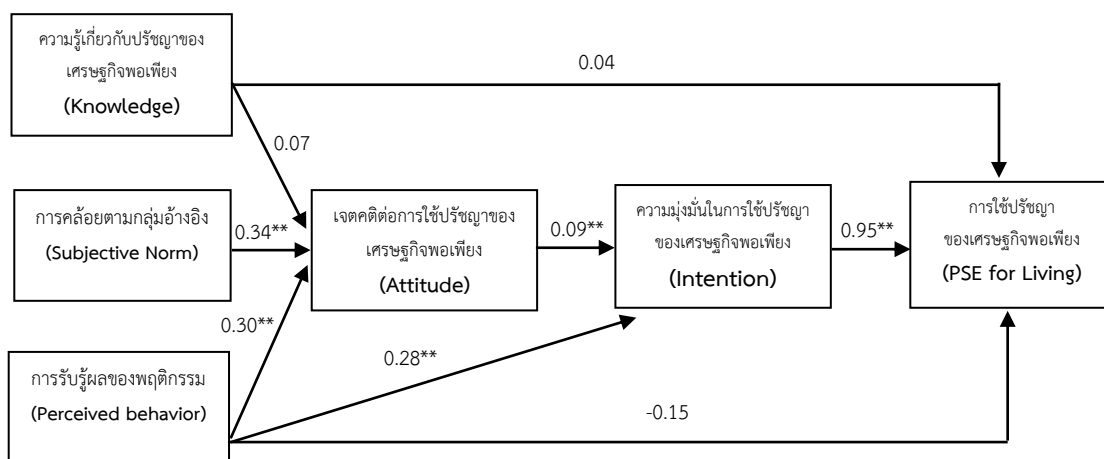 ความรู้เกี่ยวกับปรัชญาของ
เศรษฐกิจพอเพียง
(Knowledge)
0.04
0.07
การคล้อยตามกลุ่มอ้างอิง
(Subjective Norm)
0.34**
เจตคติต่อการใช้ปรัชญาของ
เศรษฐกิจพอเพียง
(Attitude)
0.09**
ความมุ่งมั่นในการใช้ปรัชญา
ของเศรษฐกิจพอเพียง
(Intention)
0.95**
การใช้ปรัชญา
ของเศรษฐกิจพอเพียง
(PSE for Living)
0.30**
0.28**
การรับรู้ผลของพฤติกรรม
(Perceived behavior)
-0.15